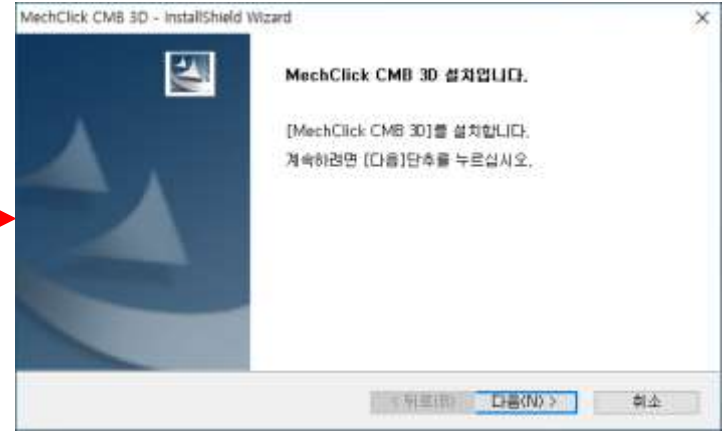 MechClick CMB 3D - InstallShield Wizard
MechClick CMB 3D 설치입니다.
[MechClick CMB 3D]를 설치합니다.
계속하려면 [다음]단추를 누르십시오.
< 뒤로(B)
다음(N) >
취소